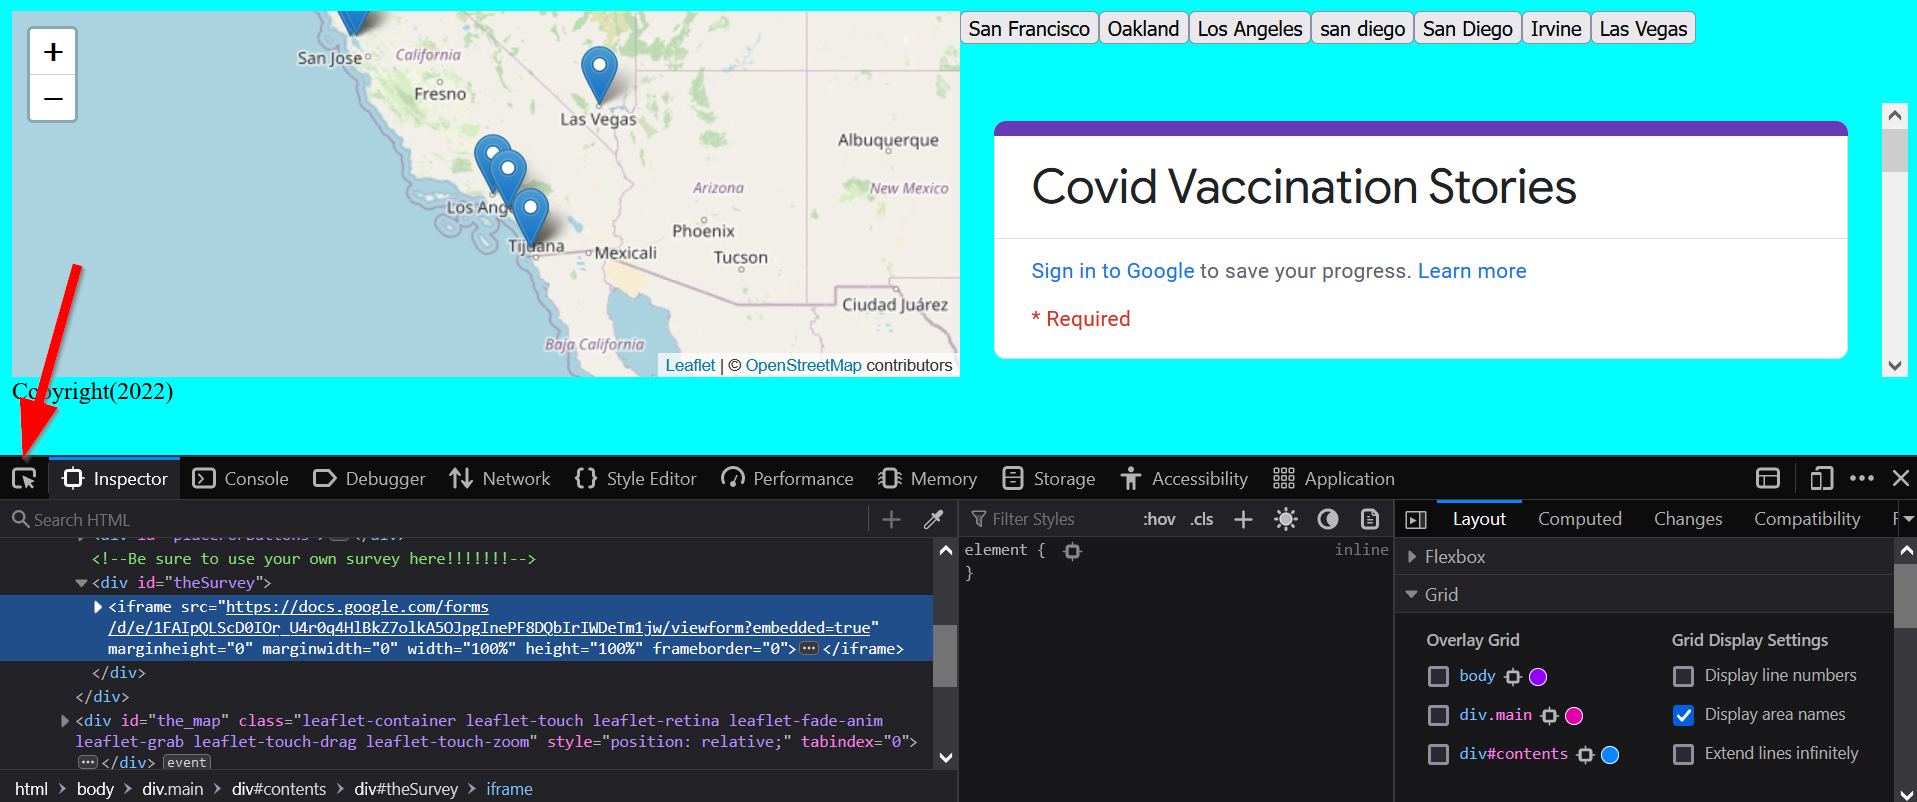 +
−
San Jose
California
Fresno
Las Vegas
Albuquerque
Arizona
New Mexico
Los Ang
Phoenix
Tijuana
Mexicali
Tucson
Ciudad Juárez
Baja California
Leaflet | © OpenStreetMap contributors
Copyright(2022)
San Francisco Oakland Los Angeles san diego San Diego Irvine Las Vegas
Covid Vaccination Stories
Sign in to Google to save your progress. Learn more
* Required
Inspector Console Debugger Network {} Style Editor Performance Memory Storage Accessibility Application
Search HTML
<div id="placeForButtons"> </div>
<!--Be sure to use your own survey here!!!!!!!-->
<div id="theSurvey">
<iframe src="https://docs.google.com/forms
/d/e/1FAIpQLScD0IOr_U4r0q4HlBkZ7olkA5OJpgInePF8DQbIrIWDeTm1jw/viewform?embedded=true"
marginheight="0" marginwidth="0" width="100%" height="100%" frameborder="0"> </iframe>
</div>
</div>
<div id="the_map" class="leaflet-container leaflet-touch leaflet-retina leaflet-fade-anim
leaflet-grab leaflet-touch-drag leaflet-touch-zoom" style="position: relative;" tabindex="0">
</div> event
html > body > div.main > div#contents > div#theSurvey > iframe
Filter Styles :hov .cls +
element { inline
}
Layout Computed Changes Compatibility
Flexbox
Grid
Overlay Grid
body
div.main
div#contents
Grid Display Settings
Display line numbers
Display area names
Extend lines infinitely